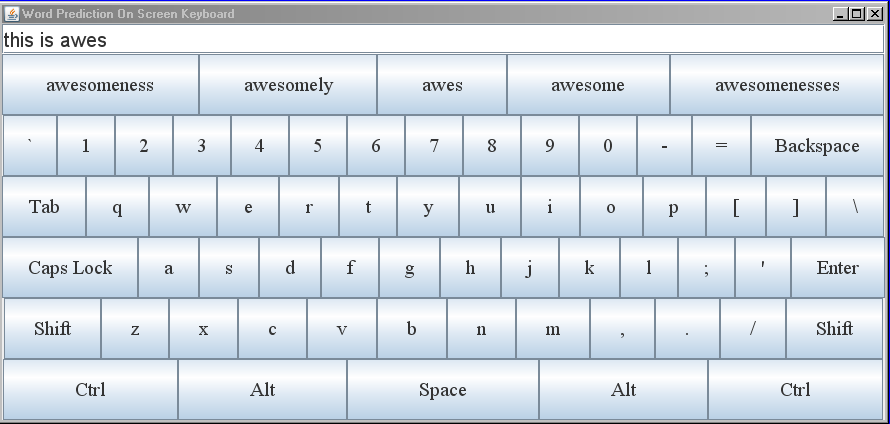 Word Prediction On Screen Keyboard
this is awes
awesomeness awesomely awes awesome awesomenesses
` 1 2 3 4 5 6 7 8 9 0 - = Backspace
Tab q w e r t y u i o p [ ] \
Caps Lock a s d f g h j k l ; ' Enter
Shift z x c v b n m , . / Shift
Ctrl Alt Space Alt Ctrl